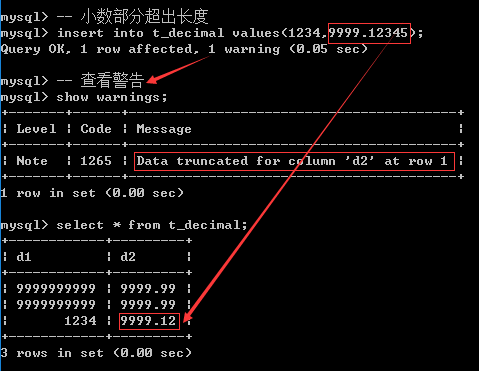 mysql> -- 小数部分超出长度
mysql> insert into t_decimal values(1234,9999.12345);
Query OK, 1 row affected, 1 warning (0.05 sec)
mysql> -- 查看警告
mysql> show warnings;
+-------+------+-----------------------------------------+
| Level | Code | Message                                 |
+-------+------+-----------------------------------------+
| Note  | 1265 | Data truncated for column 'd2' at row 1 |
+-------+------+-----------------------------------------+
1 row in set (0.00 sec)
mysql> select * from t_decimal;
+------------+---------+
| d1         | d2      |
+------------+---------+
| 9999999999 | 9999.99 |
| 9999999999 | 9999.99 |
|       1234 | 9999.12 |
+------------+---------+
3 rows in set (0.00 sec)